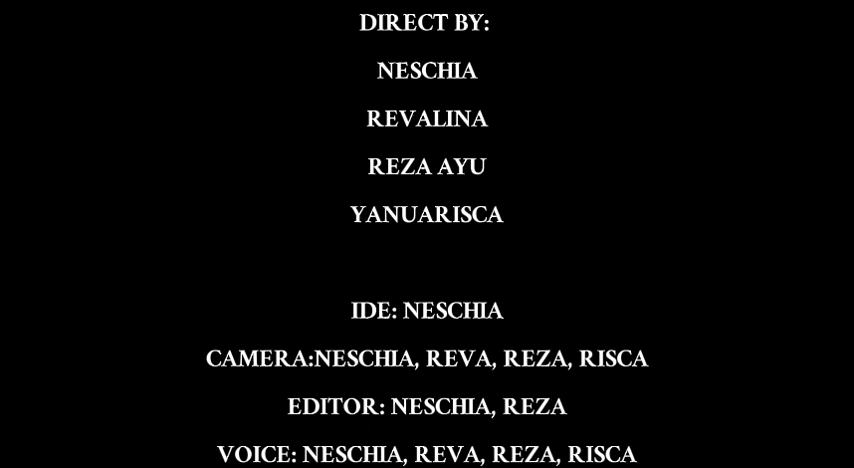 DIRECT BY:
NESCHIA
REVALINA
REZA AYU
YANUARISCA
IDE: NESCHIA
CAMERA:NESCHIA, REVA, REZA, RISCA
EDITOR: NESCHIA, REZA
VOICE: NESCHIA, REVA, REZA, RISCA